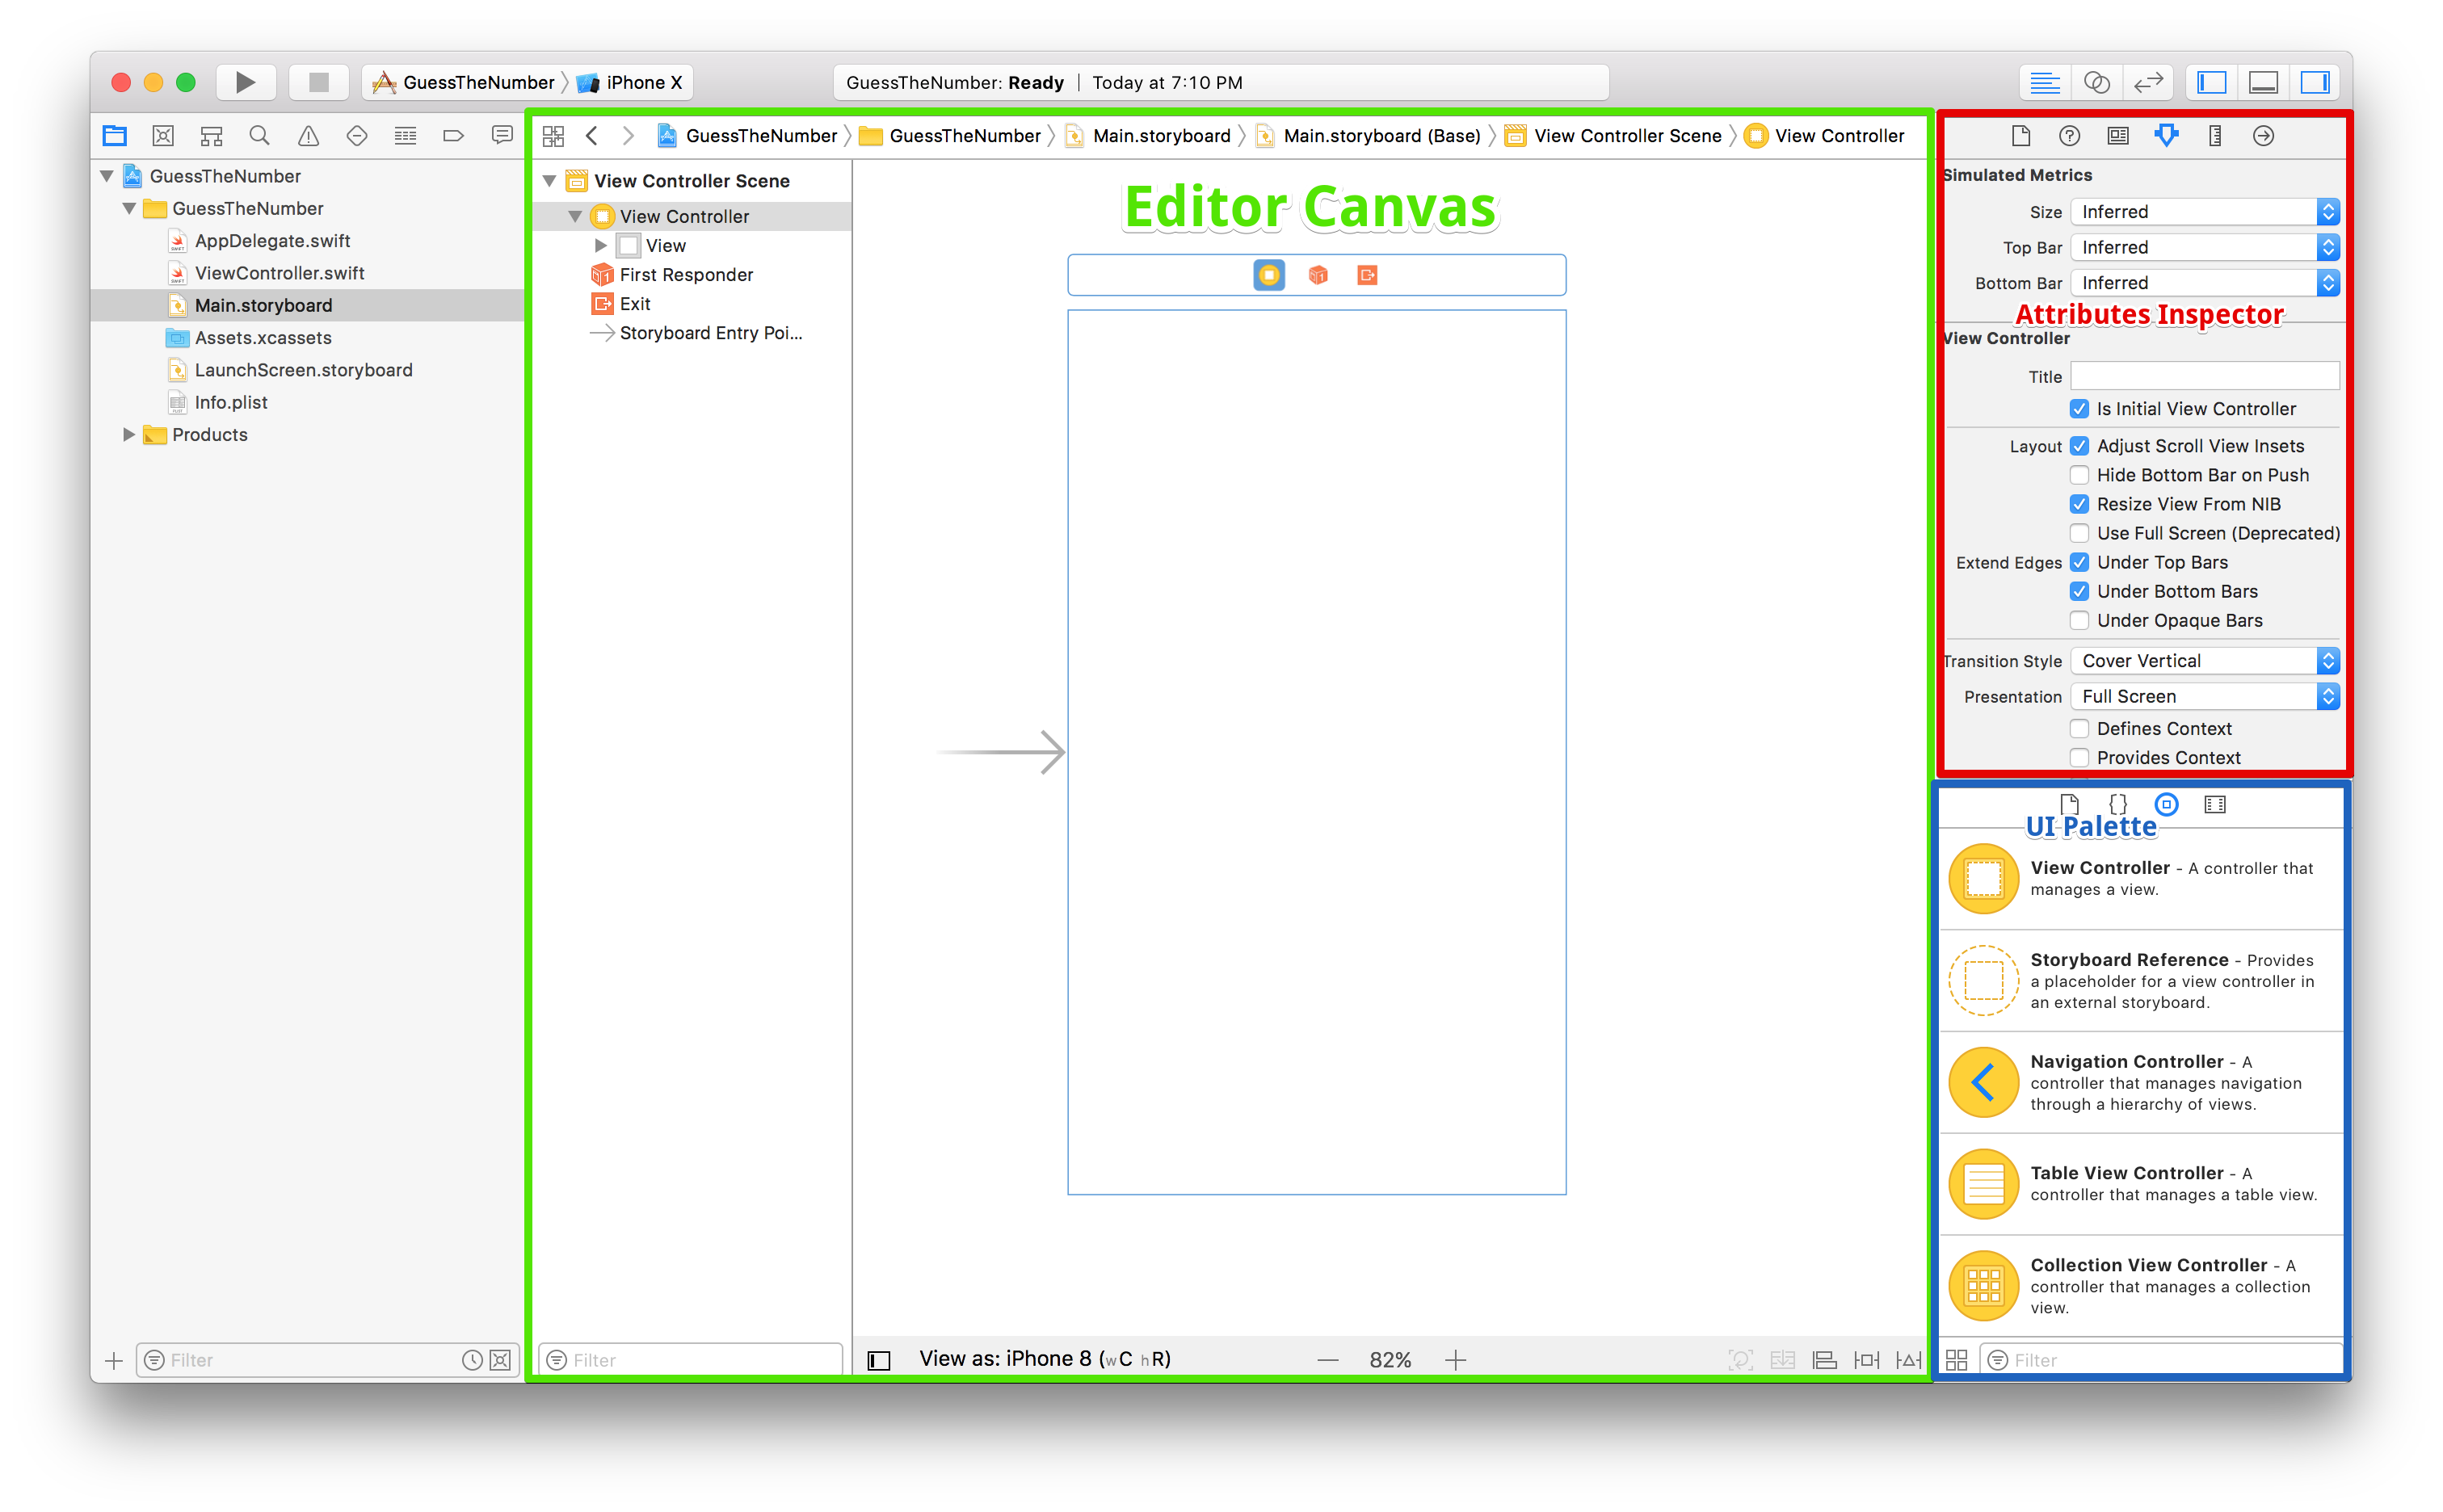 GuessTheNumber iPhone X
GuessTheNumber: Ready | Today at 7:10 PM
GuessTheNumber
GuessTheNumber
AppDelegate.swift
ViewController.swift
Main.storyboard
Assets.xcassets
LaunchScreen.storyboard
Info.plist
Products
Filter
GuessTheNumber GuessTheNumber Main.storyboard Main.storyboard (Base) View Controller Scene View Controller
View Controller Scene
View Controller
View
First Responder
Exit
Storyboard Entry Poi...
Filter
Editor Canvas
View as: iPhone 8 (wC hR)
82%
Simulated Metrics
Size Inferred
Top Bar Inferred
Bottom Bar Inferred
Attributes Inspector
View Controller
Title
Is Initial View Controller
Layout Adjust Scroll View Insets
Hide Bottom Bar on Push
Resize View From NIB
Use Full Screen (Deprecated)
Extend Edges Under Top Bars
Under Bottom Bars
Under Opaque Bars
Transition Style Cover Vertical
Presentation Full Screen
Defines Context
Provides Context
UI Palette
View Controller - A controller that
manages a view.
Storyboard Reference - Provides
a placeholder for a view controller in
an external storyboard.
Navigation Controller - A
controller that manages navigation
through a hierarchy of views.
Table View Controller - A
controller that manages a table view.
Collection View Controller - A
controller that manages a collection
view.
Filter